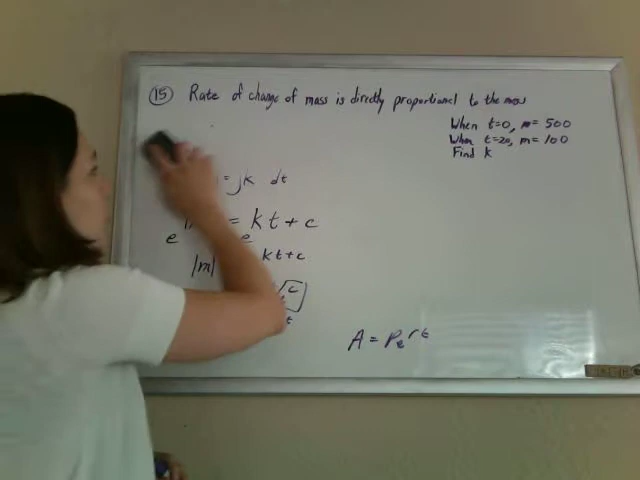 15 Rate of change of mass is directly proportional to the mass
When t=0, m= 500
When t=20, m= 100
Find k
= ∫k dt
e = e kt+c
|m| kt+c
c
t
A = Pe^rt